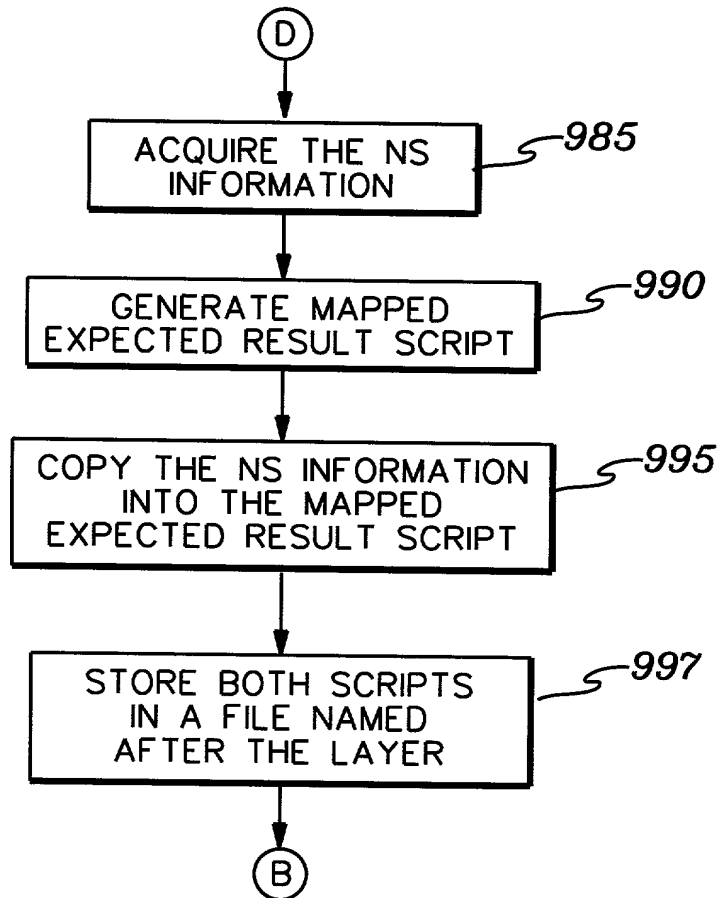 D
ACQUIRE THE NS
INFORMATION
985
GENERATE MAPPED
EXPECTED RESULT SCRIPT
990
COPY THE NS INFORMATION
INTO THE MAPPED
EXPECTED RESULT SCRIPT
995
STORE BOTH SCRIPTS
IN A FILE NAMED
AFTER THE LAYER
997
B